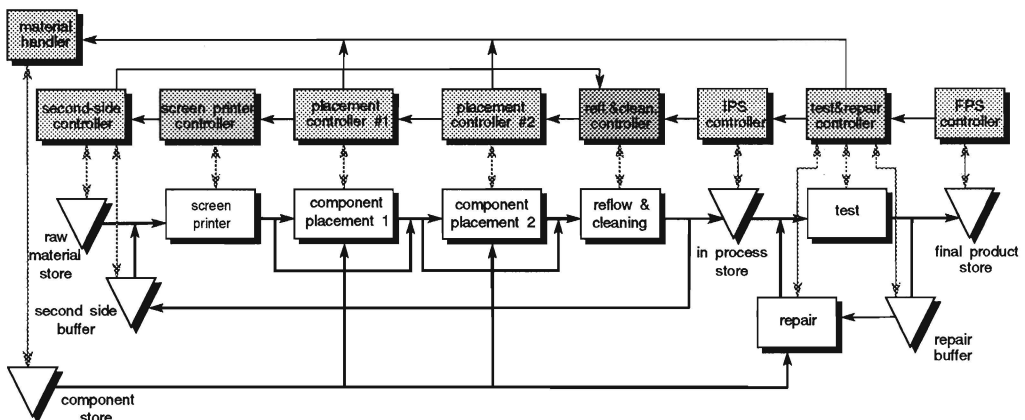 material
handler
second-side
controller
screen printer
controller
placement
controller #1
placement
controller #2
refl.&clean.
controller
IPS
controller
test&repair
controller
FPS
controller
screen
printer
component
placement 1
component
placement 2
reflow &
cleaning
test
raw
material
store
in process
store
final product
store
second side
buffer
repair
repair
buffer
component
store